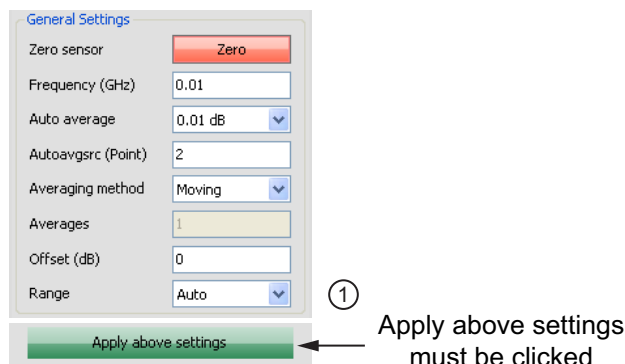 General Settings
Zero sensor Zero
Frequency (GHz) 0.01
Auto average 0.01 dB
Autoavgsrc (Point) 2
Averaging method Moving
Averages 1
Offset (dB) 0
Range Auto
1
Apply above settings
Apply above settings
must be clicked